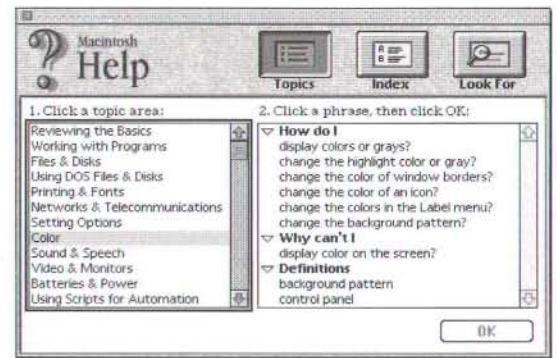 Macintosh
Help
Topics
Index
Look For
1. Click a topic area:
Reviewing the Basics
Working with Programs
Files & Disks
Using DOS Files & Disks
Printing & Fonts
Networks & Telecommunications
Setting Options
Color
Sound & Speech
Video & Monitors
Batteries & Power
Using Scripts for Automation
2. Click a phrase, then click OK:
How do I
display colors or grays?
change the highlight color or gray?
change the color of window borders?
change the color of an icon?
change the colors in the Label menu?
change the background pattern?
Why can't I
display color on the screen?
Definitions
background pattern
control panel
OK